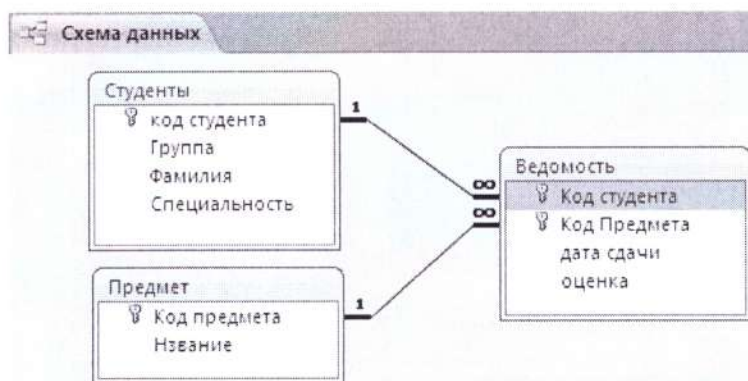 Схема данных
Студенты
код студента
Группа
Фамилия
Специальность
1
Ведомость
Код студента
Код Предмета
дата сдачи
оценка
∞
∞
Предмет
Код предмета
Нзвание
1